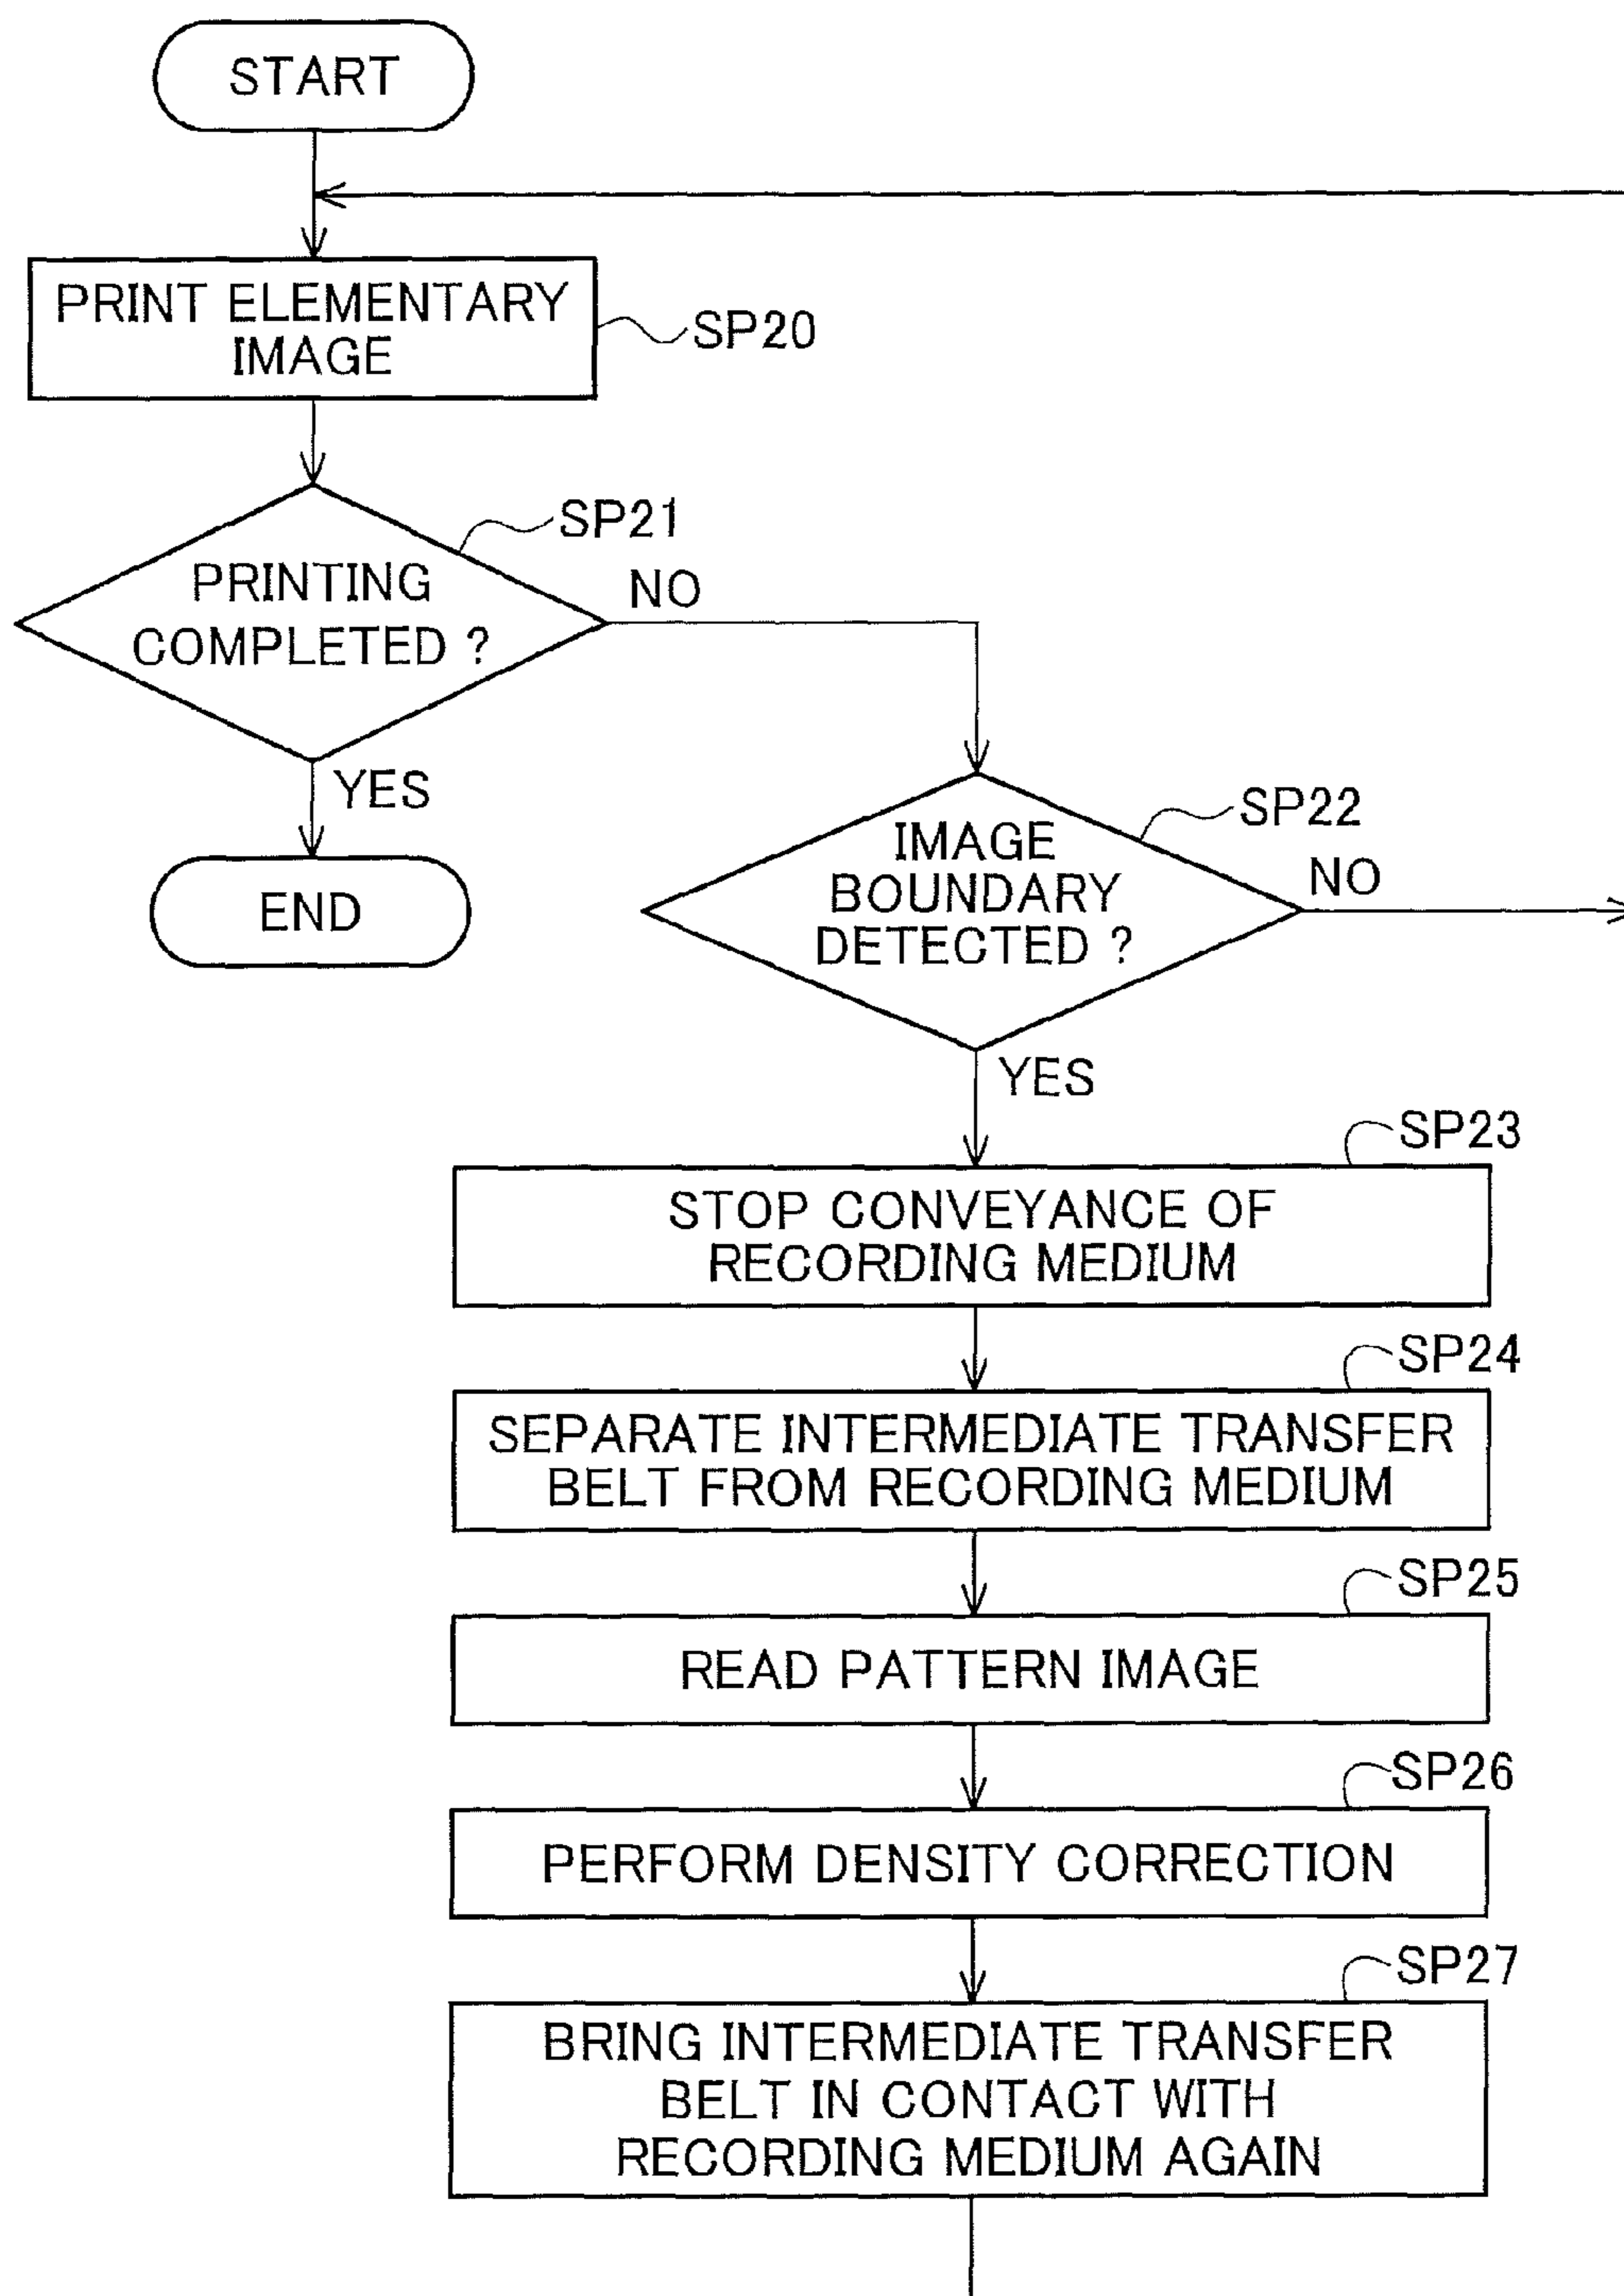 START
PRINT ELEMENTARY
IMAGE
SP20
SP21
PRINTING
COMPLETED ?
NO
YES
END
SP22
IMAGE
BOUNDARY
DETECTED ?
NO
YES
SP23
STOP CONVEYANCE OF
RECORDING MEDIUM
SP24
SEPARATE INTERMEDIATE TRANSFER
BELT FROM RECORDING MEDIUM
SP25
READ PATTERN IMAGE
SP26
PERFORM DENSITY CORRECTION
SP27
BRING INTERMEDIATE TRANSFER
BELT IN CONTACT WITH
RECORDING MEDIUM AGAIN